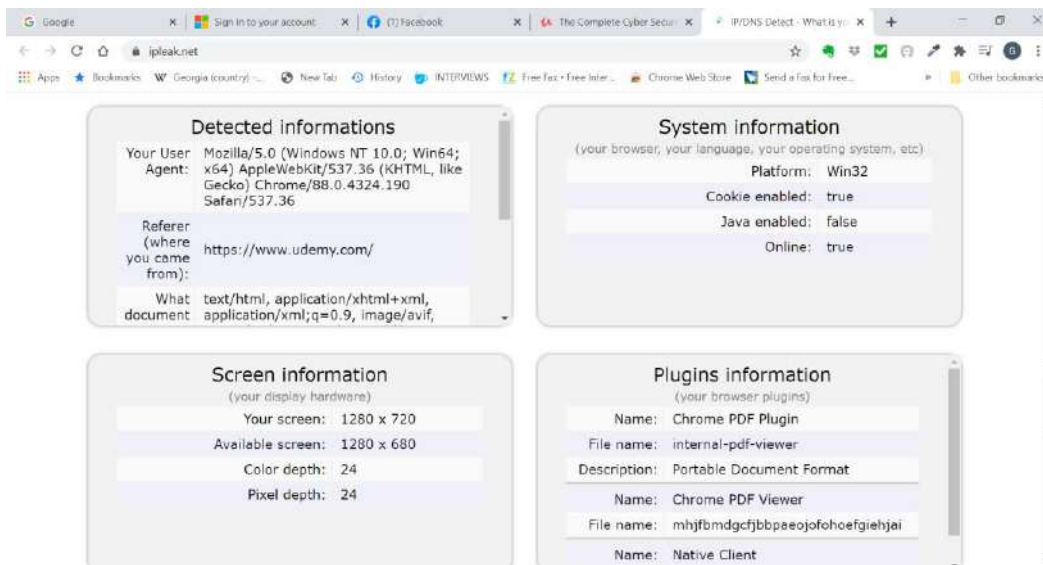 Google
Sign in to your account
(1) Facebook
The Complete Cyber Secur
IP/DNS Detect - What is yo
ipleak.net
Apps
Bookmarks
Georgia (country) -
New Tab
History
INTERVIEWS
Free Fax • Free Inter...
Chrome Web Store
Send a fax for free...
Other bookmarks
Detected informations
Your User Agent:
Mozilla/5.0 (Windows NT 10.0; Win64;
x64) AppleWebKit/537.36 (KHTML, like
Gecko) Chrome/88.0.4324.190
Safari/537.36
Referer
(where
you came
from):
https://www.udemy.com/
What
document
text/html, application/xhtml+xml,
application/xml;q=0.9, image/avif,
System information
(your browser, your language, your operating system, etc)
Platform: Win32
Cookie enabled: true
Java enabled: false
Online: true
Screen information
(your display hardware)
Your screen: 1280 x 720
Available screen: 1280 x 680
Color depth: 24
Pixel depth: 24
Plugins information
(your browser plugins)
Name: Chrome PDF Plugin
File name: internal-pdf-viewer
Description: Portable Document Format
Name: Chrome PDF Viewer
File name: mhjfbmdgcfjbbpaeojofohoefgiehjai
Name: Native Client